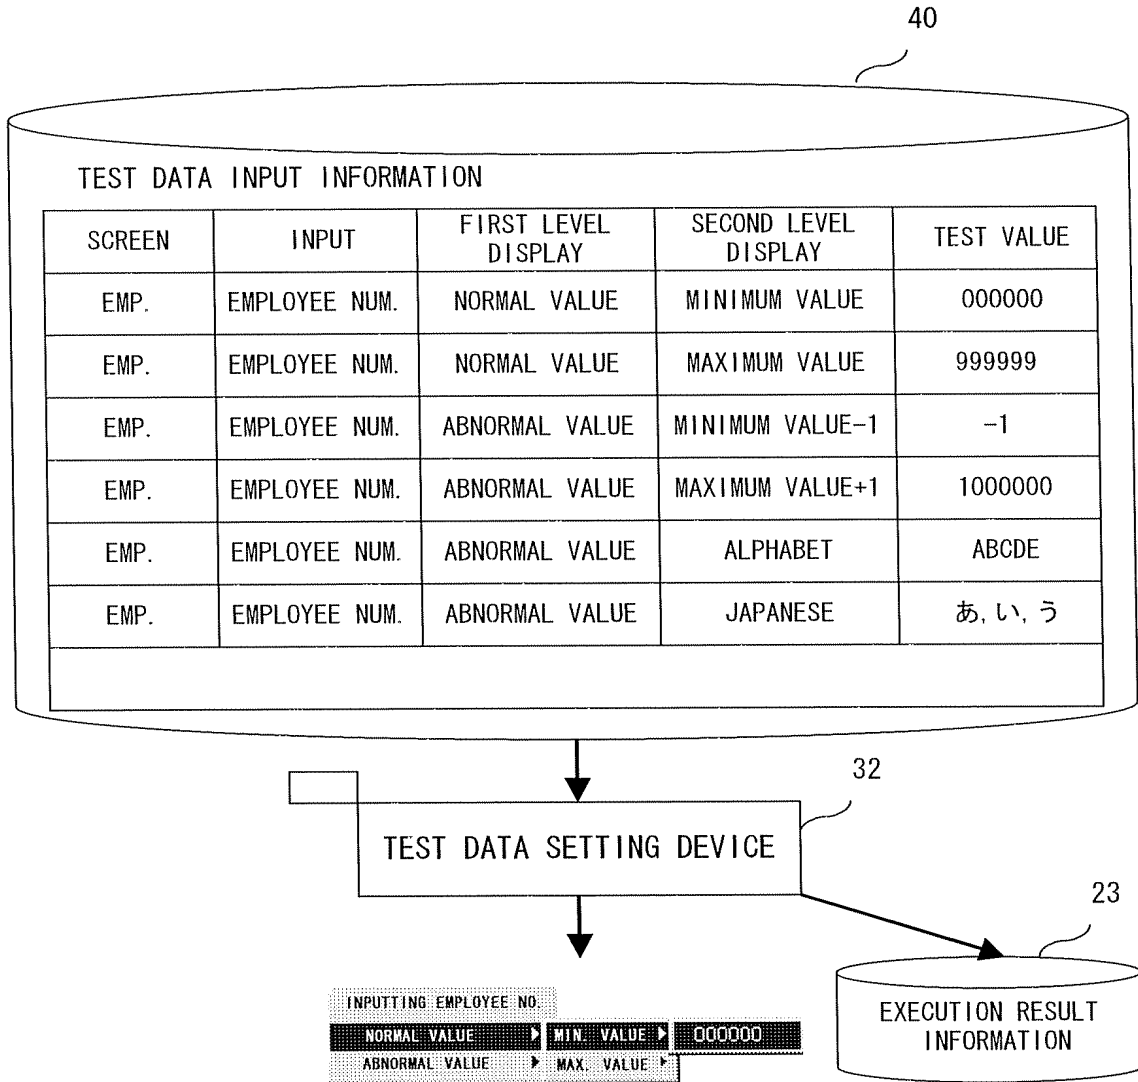 40
TEST DATA INPUT INFORMATION
SCREEN INPUT FIRST LEVEL DISPLAY SECOND LEVEL DISPLAY TEST VALUE
EMP. EMPLOYEE NUM. NORMAL VALUE MINIMUM VALUE 000000
EMP. EMPLOYEE NUM. NORMAL VALUE MAXIMUM VALUE 999999
EMP. EMPLOYEE NUM. ABNORMAL VALUE MINIMUM VALUE-1 -1
EMP. EMPLOYEE NUM. ABNORMAL VALUE MAXIMUM VALUE+1 1000000
EMP. EMPLOYEE NUM. ABNORMAL VALUE ALPHABET ABCDE
EMP. EMPLOYEE NUM. ABNORMAL VALUE JAPANESE あ,い,う
32
TEST DATA SETTING DEVICE
23
EXECUTION RESULT
INFORMATION
INPUTTING EMPLOYEE NO.
NORMAL VALUE MIN. VALUE 000000
ABNORMAL VALUE MAX. VALUE